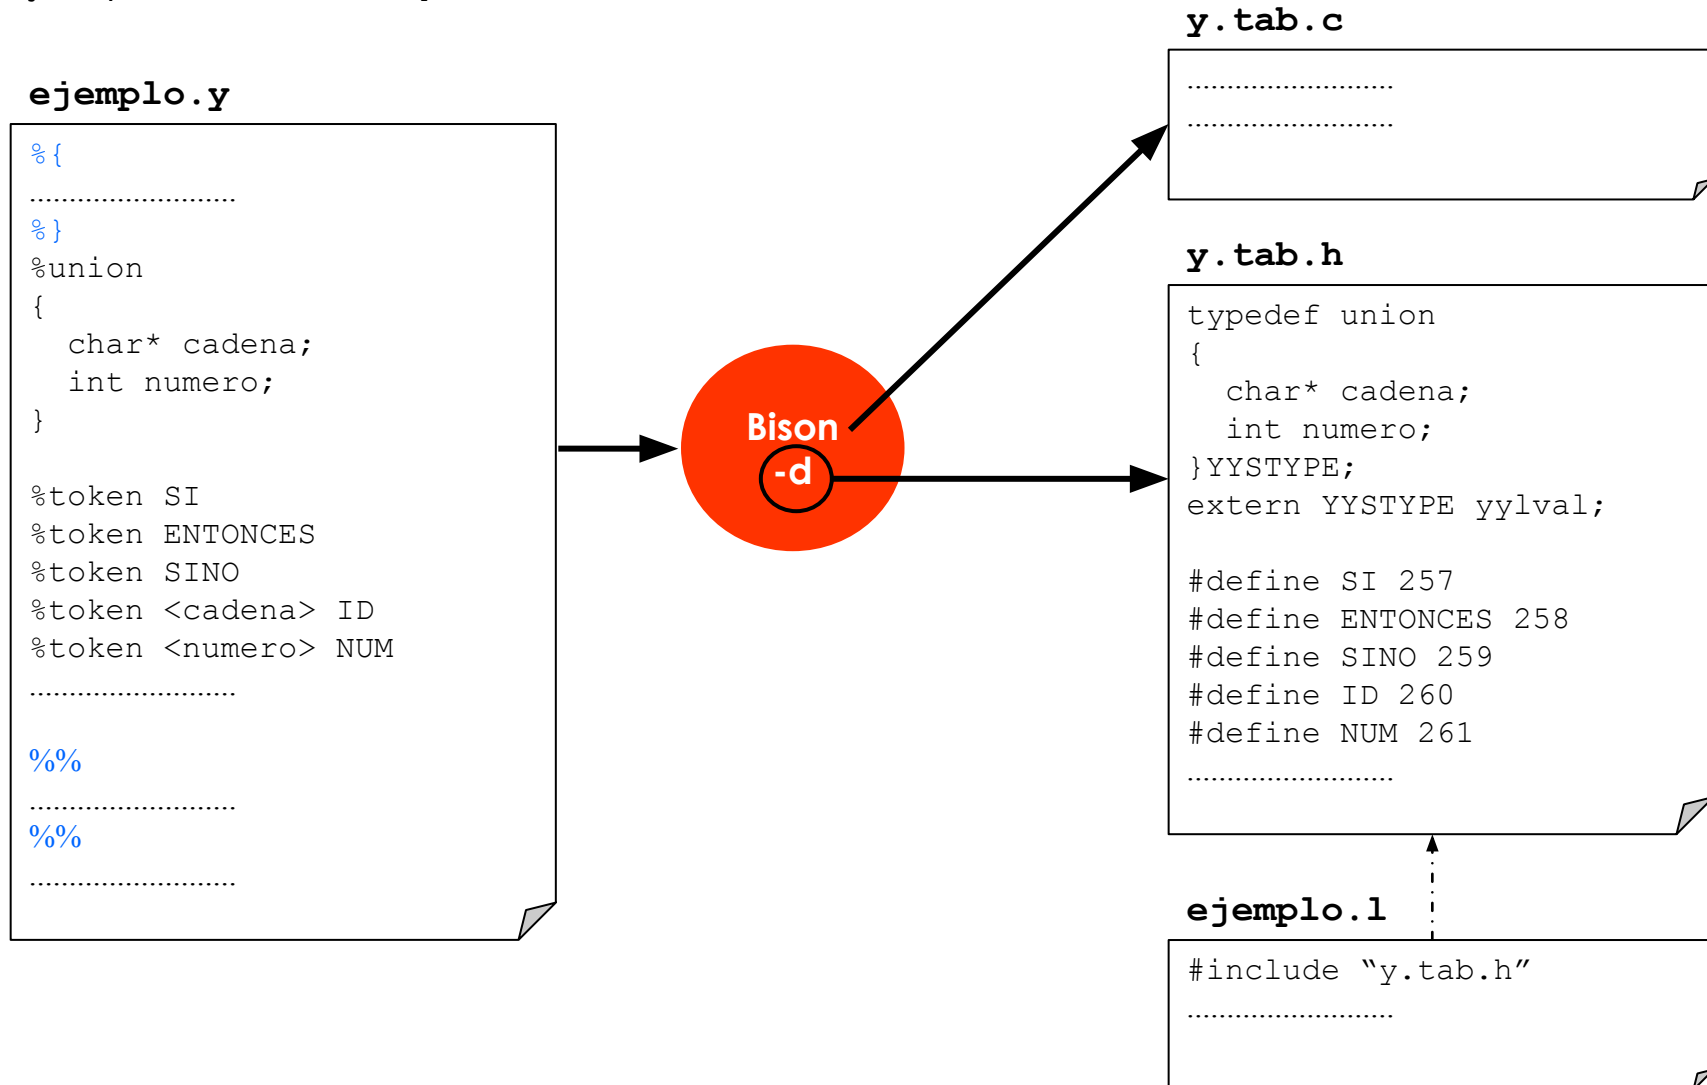 ejemplo.y
%{
..........................
%}
%union
{
  char* cadena;
  int numero;
}
%token SI
%token ENTONCES
%token SINO
%token <cadena> ID
%token <numero> NUM
..........................
%%
..........................
%%
..........................
Bison
-d
y.tab.c
..........................
..........................
y.tab.h
typedef union
{
  char* cadena;
  int numero;
}YYSTYPE;
extern YYSTYPE yylval;
#define SI 257
#define ENTONCES 258
#define SINO 259
#define ID 260
#define NUM 261
..........................
ejemplo.l
#include “y.tab.h”
..........................